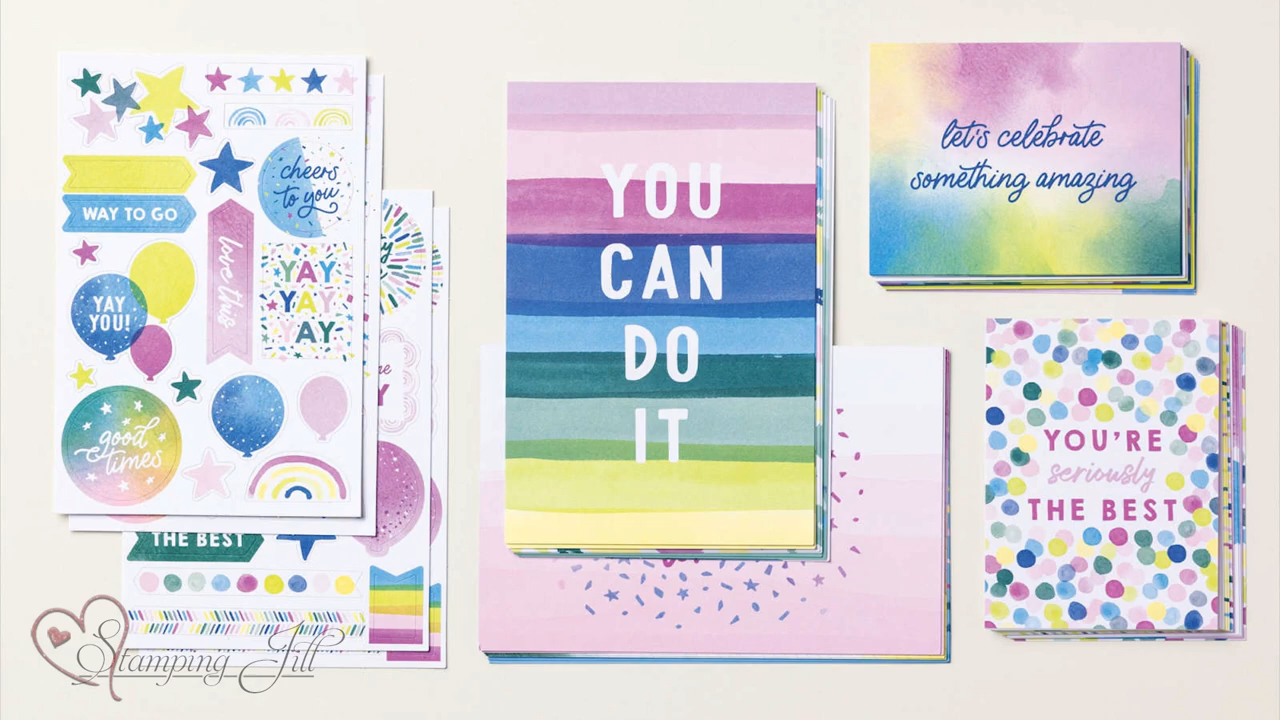 cheers
to you
WAY TO GO
love this
YAY
YOU!
YAY
YAY
YAY
good
times
THE BEST
Stamping Jill
YOU
CAN
DO
IT
let's celebrate
something amazing
YOU'RE
seriously
THE BEST